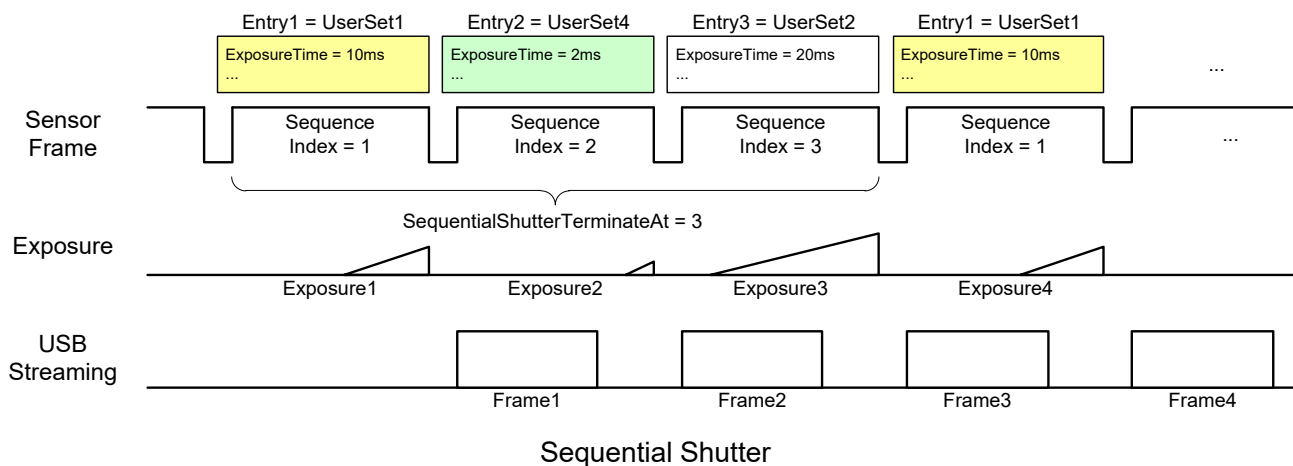 Entry1 = UserSet1
Entry2 = UserSet4
Entry3 = UserSet2
Entry1 = UserSet1
ExposureTime = 10ms
...
ExposureTime = 2ms
...
ExposureTime = 20ms
...
ExposureTime = 10ms
...
...
Sensor
Frame
Sequence
Index = 1
Sequence
Index = 2
Sequence
Index = 3
Sequence
Index = 1
...
SequentialShutterTerminateAt = 3
Exposure
Exposure1
Exposure2
Exposure3
Exposure4
USB
Streaming
Frame1
Frame2
Frame3
Frame4
Sequential Shutter